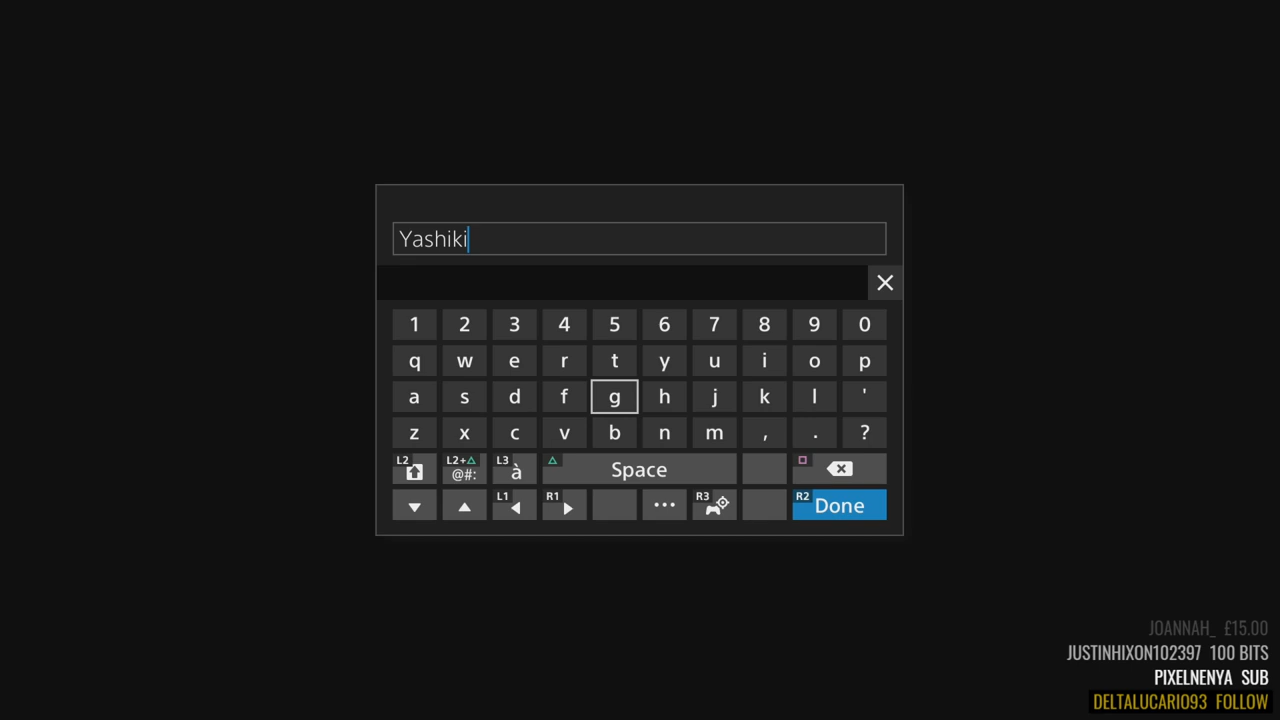 Yashiki
1 2 3 4 5 6 7 8 9 0
q w e r t y u i o p
a s d f g h j k l '
z x c v b n m , . ?
L2 L2+△ @#: L3 à △ Space □
L1 R1 ... R3 R2 Done
JOANNAH_ £15.00
JUSTINHIXON102397 100 BITS
PIXELNENYA SUB
DELTALUCARIO93 FOLLOW